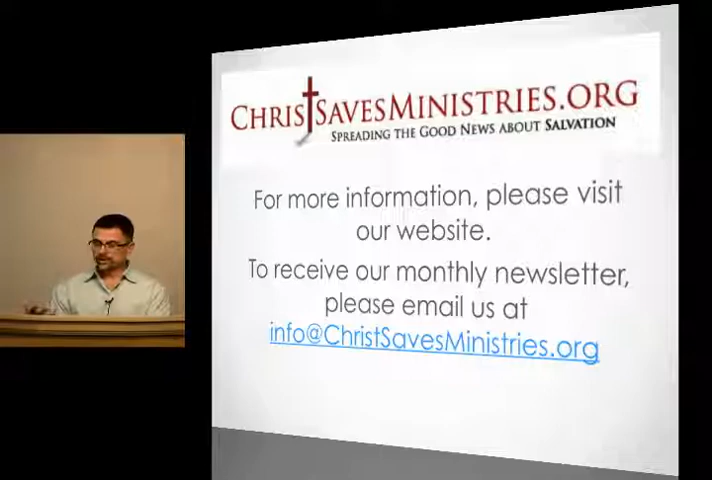 CHRISTSAVESMINISTRIES.ORG
SPREADING THE GOOD NEWS ABOUT SALVATION
For more information, please visit
our website.
To receive our monthly newsletter,
please email us at
info@ChristSavesMinistries.org